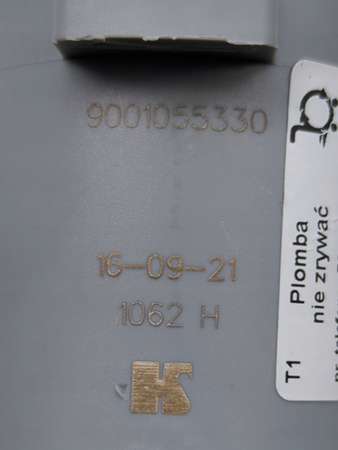 9001055330
16-09-21
1062 H
HS
Plomba
nie zrywać
T1